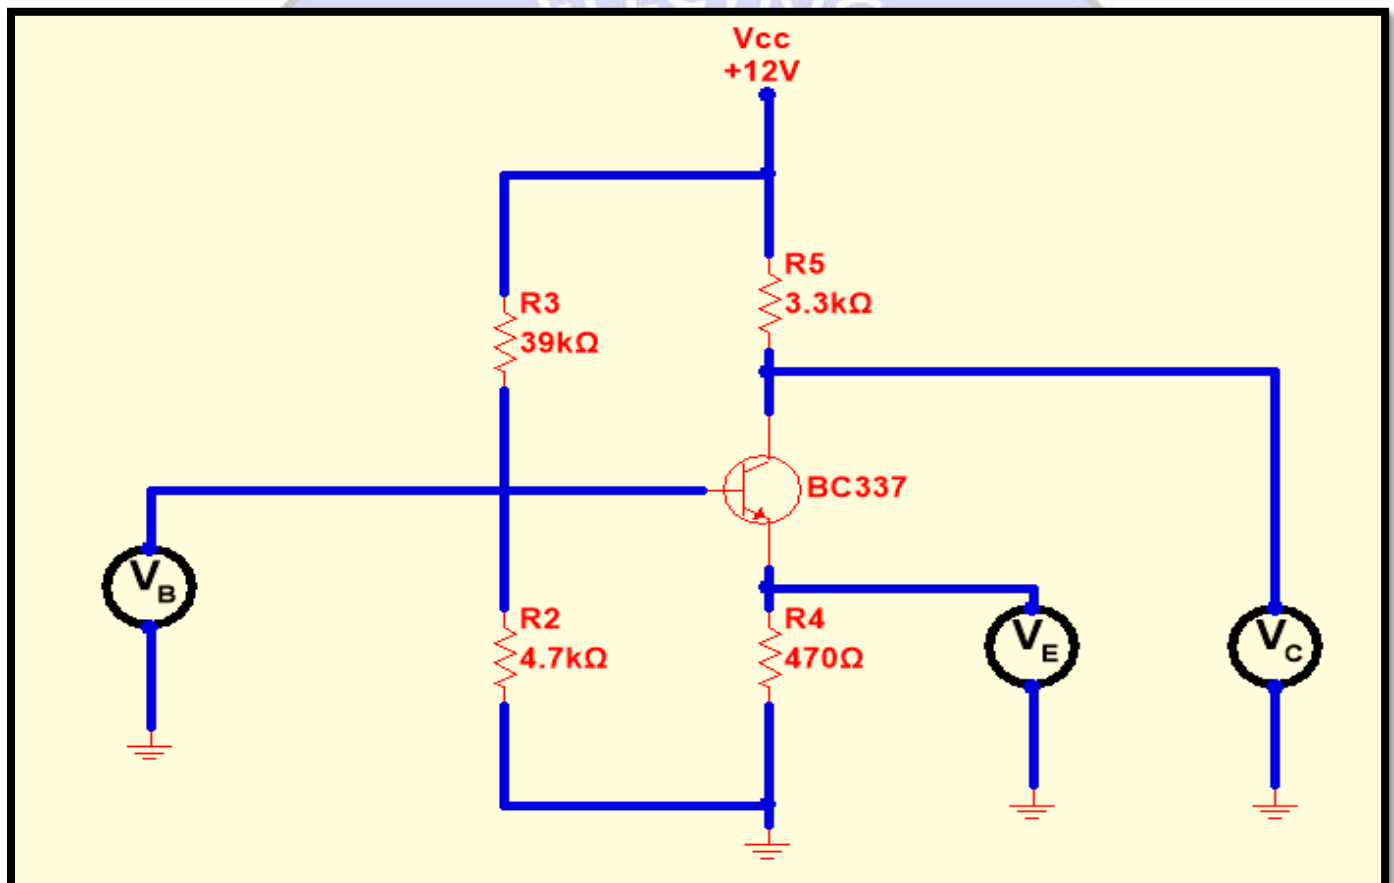 Vcc
+12V
R5
3.3kΩ
R3
39kΩ
BC337
VB
R2
4.7kΩ
R4
470Ω
VE
VC